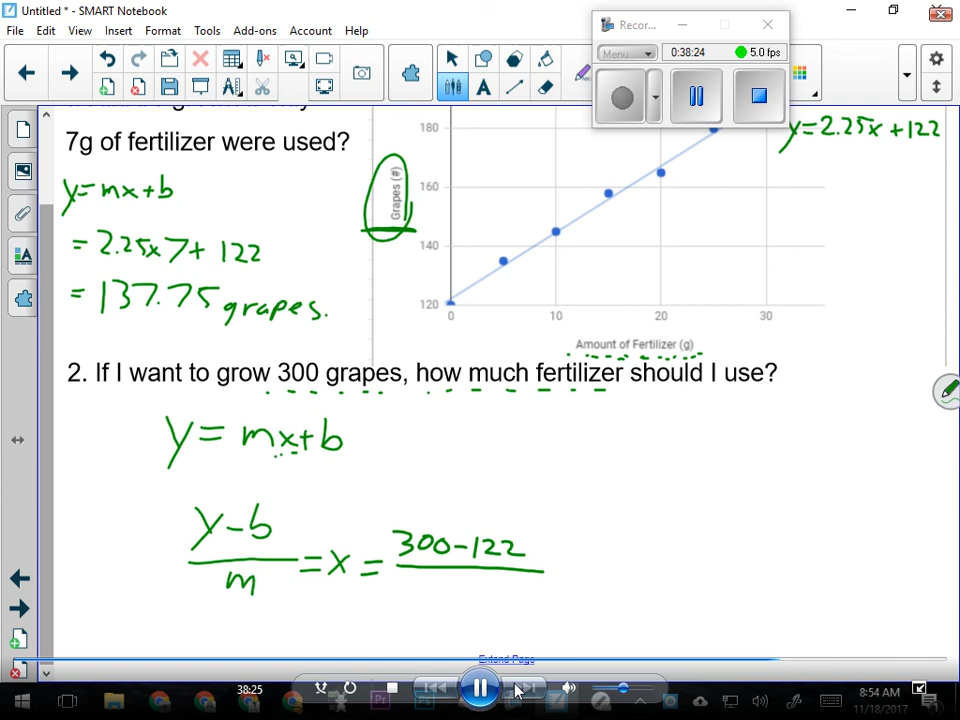 Untitled * - SMART Notebook
File Edit View Insert Format Tools Add-ons Account Help
Recor...
Menu
0:38:24
5.0 fps
7g of fertilizer were used?
y=mx+b
= 2.25x7+ 122
= 137.75 grapes.
Grapes (#)
180
160
140
120
0
10
20
30
Amount of Fertilizer (g)
y=2.25x+122
2. If I want to grow 300 grapes, how much fertilizer should I use?
y=mx+b
y-b
m
=x=
300-122
Extend Page
38:25
8:54 AM
11/18/2017